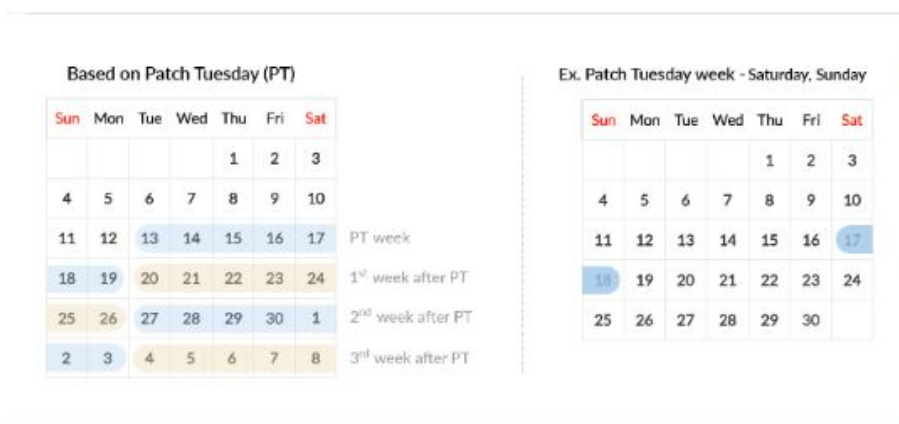 Based on Patch Tuesday (PT)
Sun Mon Tue Wed Thu Fri Sat
1 2 3
4 5 6 7 8 9 10
11 12 13 14 15 16 17 PT week
18 19 20 21 22 23 24 1st week after PT
25 26 27 28 29 30 1 2nd week after PT
2 3 4 5 6 7 8 3rd week after PT
Ex. Patch Tuesday week - Saturday, Sunday
Sun Mon Tue Wed Thu Fri Sat
1 2 3
4 5 6 7 8 9 10
11 12 13 14 15 16 17
18 19 20 21 22 23 24
25 26 27 28 29 30